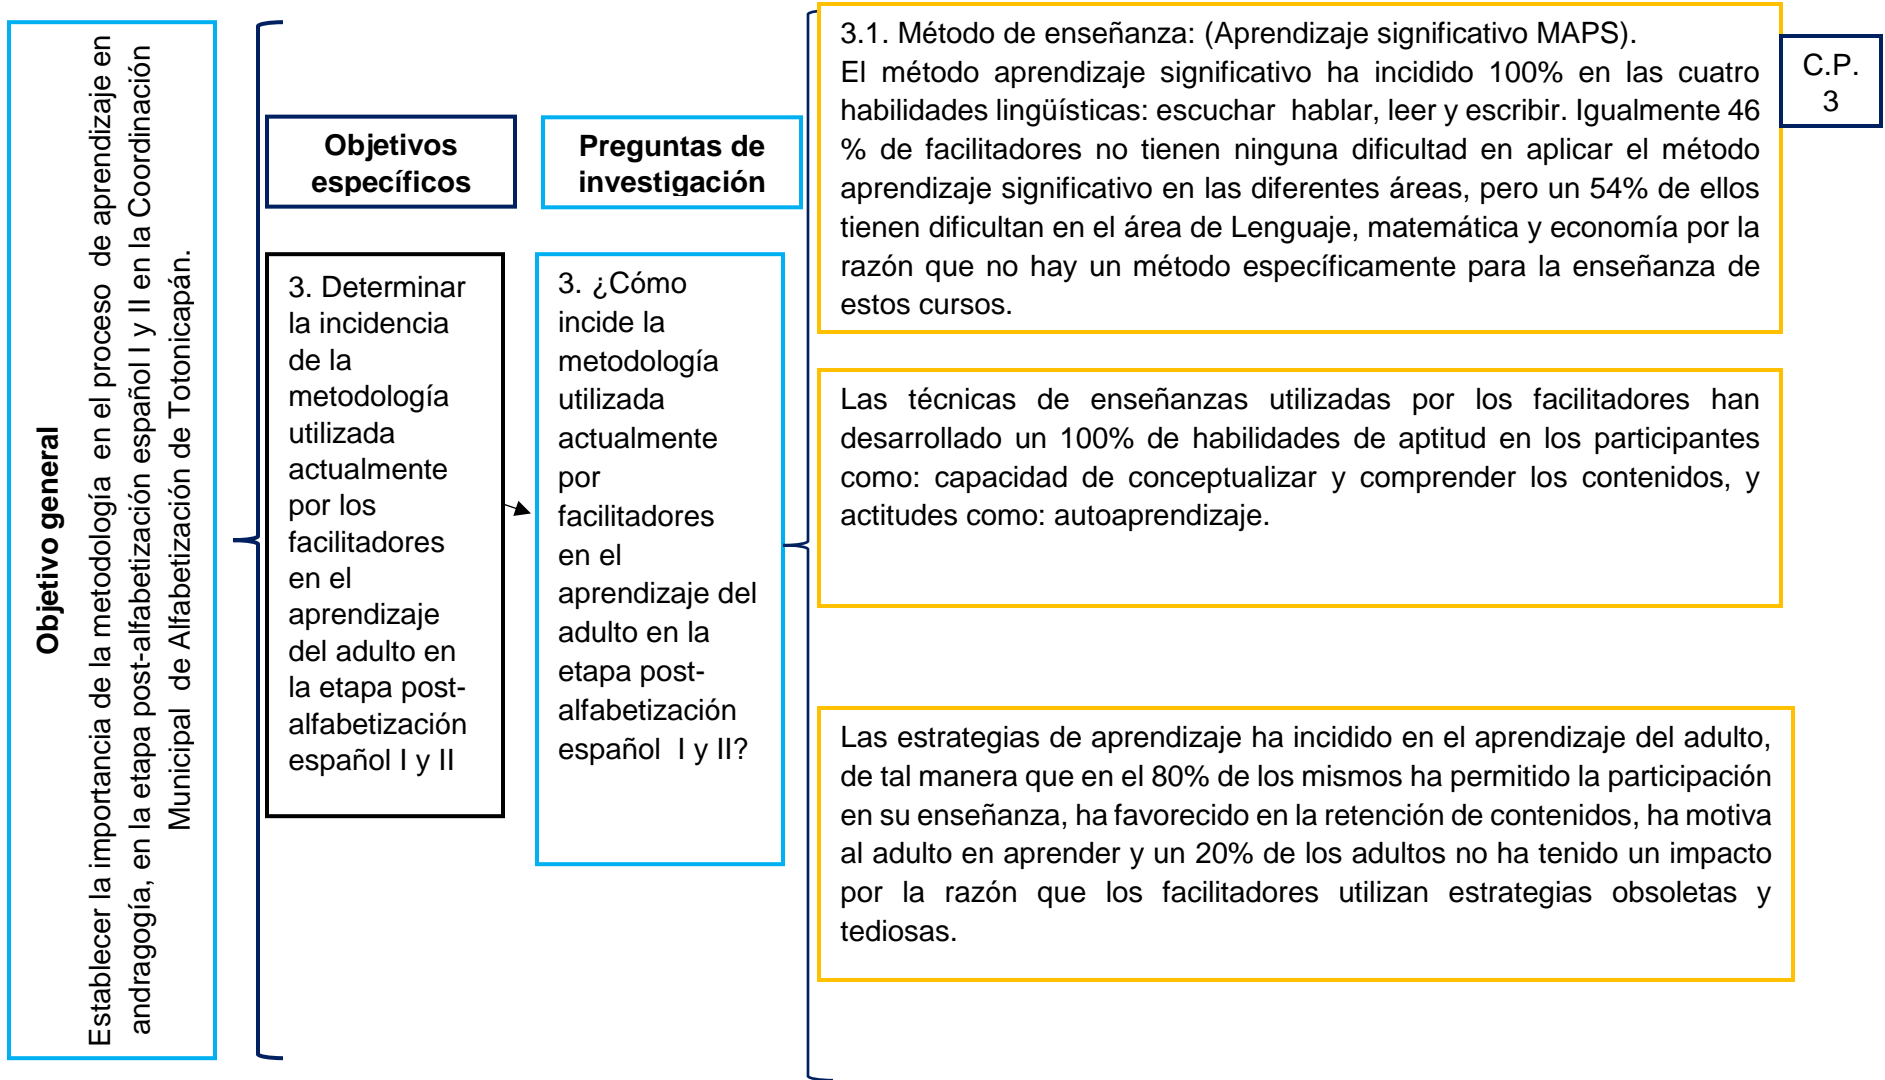 Objetivo general
Establecer la importancia de la metodología en el proceso de aprendizaje en
andragogía, en la etapa post-alfabetización español I y II en la Coordinación
Municipal de Alfabetización de Totonicapán.
Objetivos
específicos
3. Determinar
la incidencia
de la
metodología
utilizada
actualmente
por los
facilitadores
en el
aprendizaje
del adulto en
la etapa post-
alfabetización
español I y II
Preguntas de
investigación
3. ¿Cómo
incide la
metodología
utilizada
actualmente
por
facilitadores
en el
aprendizaje del
adulto en la
etapa post-
alfabetización
español I y II?
3.1. Método de enseñanza: (Aprendizaje significativo MAPS).
El método aprendizaje significativo ha incidido 100% en las cuatro
habilidades lingüísticas: escuchar hablar, leer y escribir. Igualmente 46
% de facilitadores no tienen ninguna dificultad en aplicar el método
aprendizaje significativo en las diferentes áreas, pero un 54% de ellos
tienen dificultan en el área de Lenguaje, matemática y economía por la
razón que no hay un método específicamente para la enseñanza de
estos cursos.
C.P.
3
Las técnicas de enseñanzas utilizadas por los facilitadores han
desarrollado un 100% de habilidades de aptitud en los participantes
como: capacidad de conceptualizar y comprender los contenidos, y
actitudes como: autoaprendizaje.
Las estrategias de aprendizaje ha incidido en el aprendizaje del adulto,
de tal manera que en el 80% de los mismos ha permitido la participación
en su enseñanza, ha favorecido en la retención de contenidos, ha motiva
al adulto en aprender y un 20% de los adultos no ha tenido un impacto
por la razón que los facilitadores utilizan estrategias obsoletas y
tediosas.